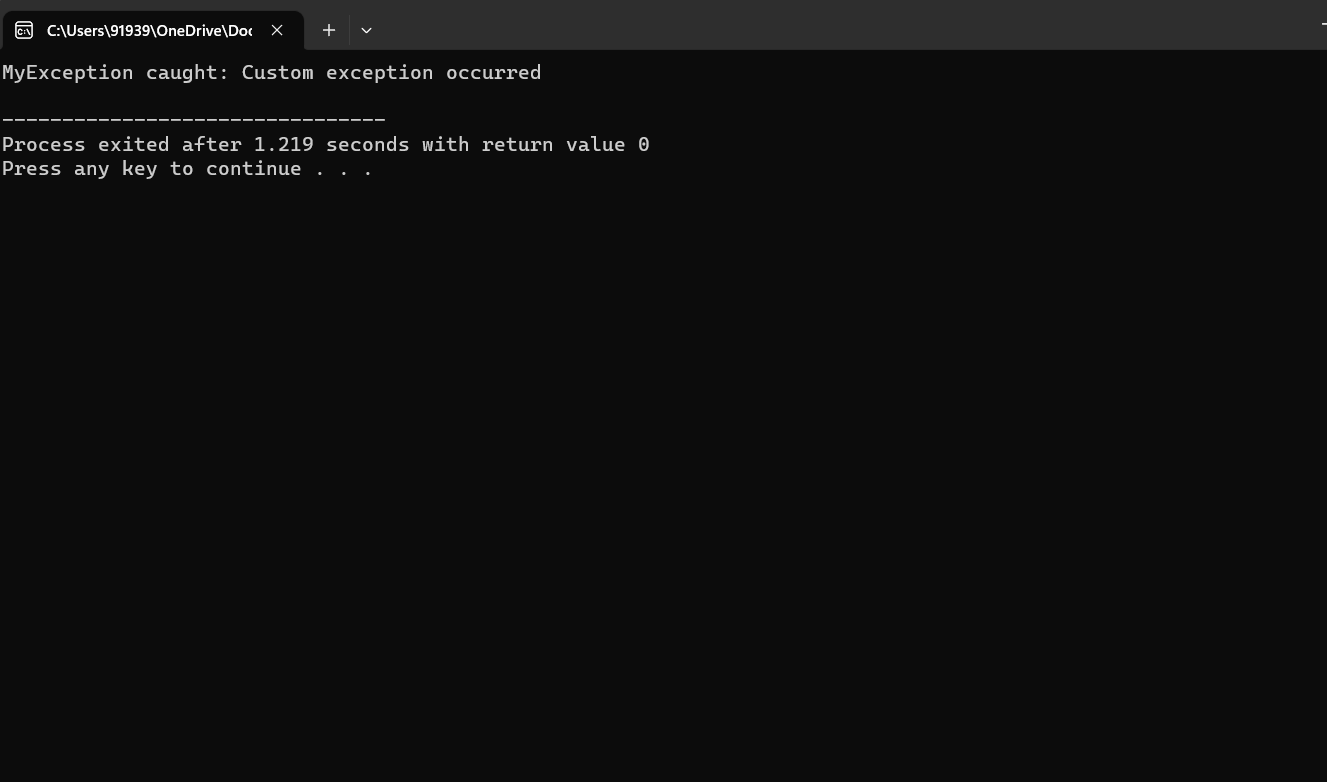 C:\Users\91939\OneDrive\Doc
MyException caught: Custom exception occurred
--------------------------------
Process exited after 1.219 seconds with return value 0
Press any key to continue . . .